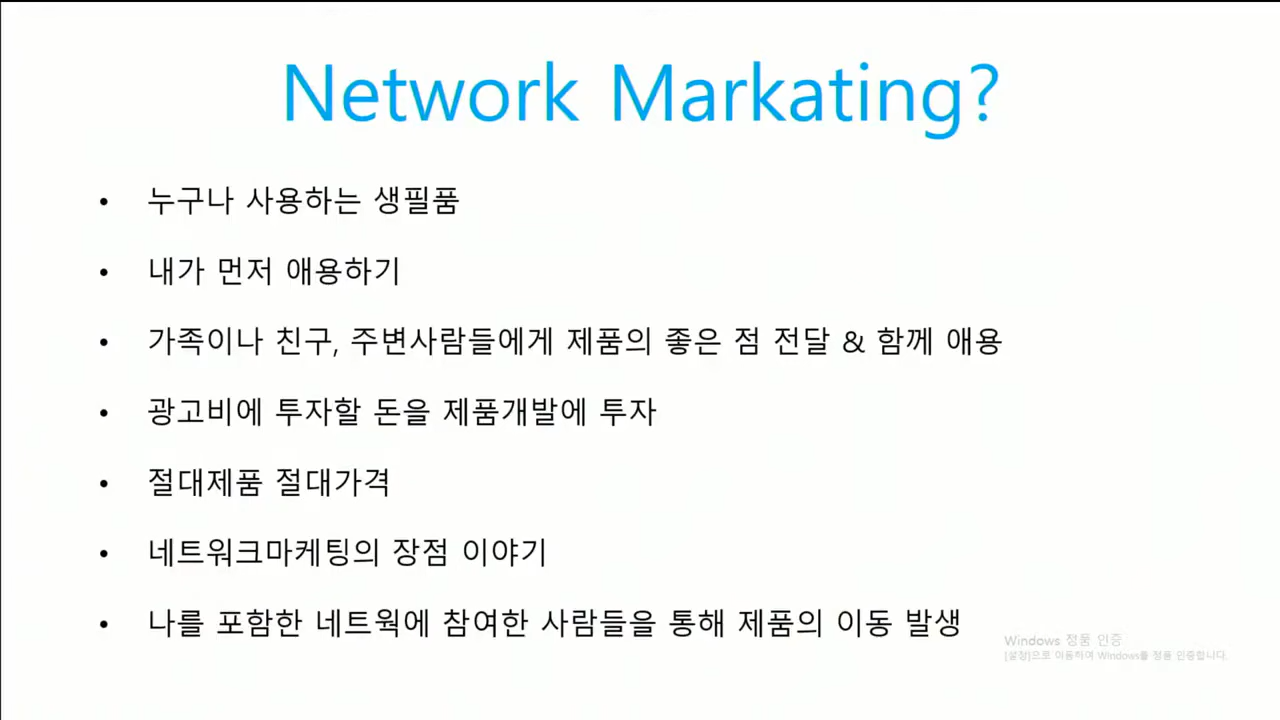 Network Markating?
• 누구나 사용하는 생필품
• 내가 먼저 애용하기
• 가족이나 친구, 주변사람들에게 제품의 좋은 점 전달 & 함께 애용
• 광고비에 투자할 돈을 제품개발에 투자
• 절대제품 절대가격
• 네트워크마케팅의 장점 이야기
• 나를 포함한 네트웍에 참여한 사람들을 통해 제품의 이동 발생
Windows 정품 인증
[설정]으로 이동하여 Windows를 정품 인증합니다.